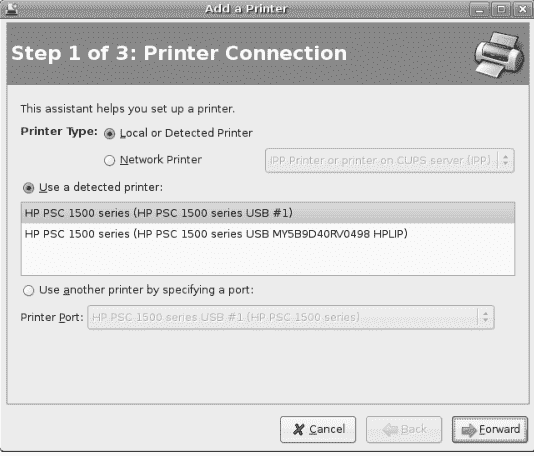 Add a Printer
Step 1 of 3: Printer Connection
This assistant helps you set up a printer.
Printer Type: Local or Detected Printer
Network Printer IPP Printer or printer on CUPS server (IPP)
Use a detected printer:
HP PSC 1500 series (HP PSC 1500 series USB #1)
HP PSC 1500 series (HP PSC 1500 series USB MY5B9D40RV0498 HPLIP)
Use another printer by specifying a port:
Printer Port: HP PSC 1500 series USB #1 (HP PSC 1500 series)
Cancel Back Forward